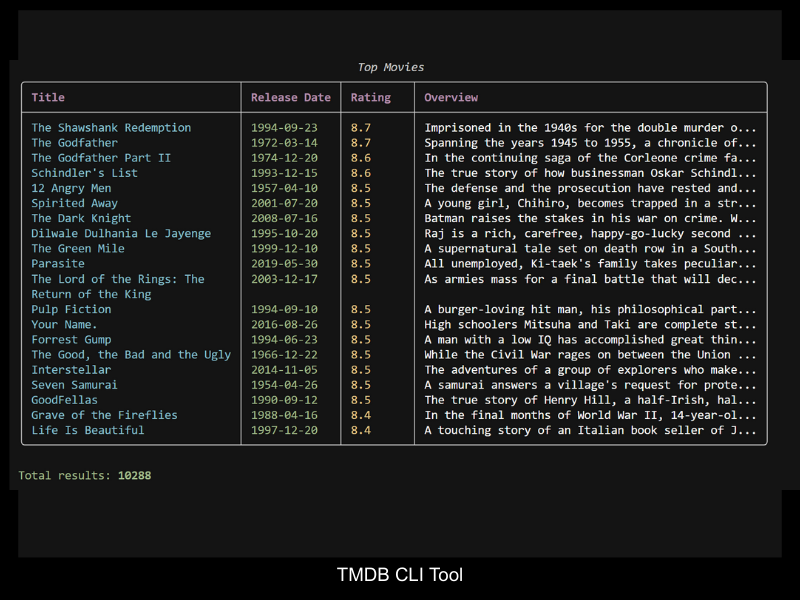 Top Movies
Title Release Date Rating Overview
The Shawshank Redemption 1994-09-23 8.7 Imprisoned in the 1940s for the double murder o...
The Godfather 1972-03-14 8.7 Spanning the years 1945 to 1955, a chronicle of...
The Godfather Part II 1974-12-20 8.6 In the continuing saga of the Corleone crime fa...
Schindler's List 1993-12-15 8.6 The true story of how businessman Oskar Schindl...
12 Angry Men 1957-04-10 8.5 The defense and the prosecution have rested and...
Spirited Away 2001-07-20 8.5 A young girl, Chihiro, becomes trapped in a str...
The Dark Knight 2008-07-16 8.5 Batman raises the stakes in his war on crime. W...
Dilwale Dulhania Le Jayenge 1995-10-20 8.5 Raj is a rich, carefree, happy-go-lucky second ...
The Green Mile 1999-12-10 8.5 A supernatural tale set on death row in a South...
Parasite 2019-05-30 8.5 All unemployed, Ki-taek's family takes peculiar...
The Lord of the Rings: The 2003-12-17 8.5 As armies mass for a final battle that will dec...
Return of the King
Pulp Fiction 1994-09-10 8.5 A burger-loving hit man, his philosophical part...
Your Name. 2016-08-26 8.5 High schoolers Mitsuha and Taki are complete st...
Forrest Gump 1994-06-23 8.5 A man with a low IQ has accomplished great thin...
The Good, the Bad and the Ugly 1966-12-22 8.5 While the Civil War rages on between the Union ...
Interstellar 2014-11-05 8.5 The adventures of a group of explorers who make...
Seven Samurai 1954-04-26 8.5 A samurai answers a village's request for prote...
GoodFellas 1990-09-12 8.5 The true story of Henry Hill, a half-Irish, hal...
Grave of the Fireflies 1988-04-16 8.4 In the final months of World War II, 14-year-ol...
Life Is Beautiful 1997-12-20 8.4 A touching story of an Italian book seller of J...
Total results: 10288
TMDB CLI Tool